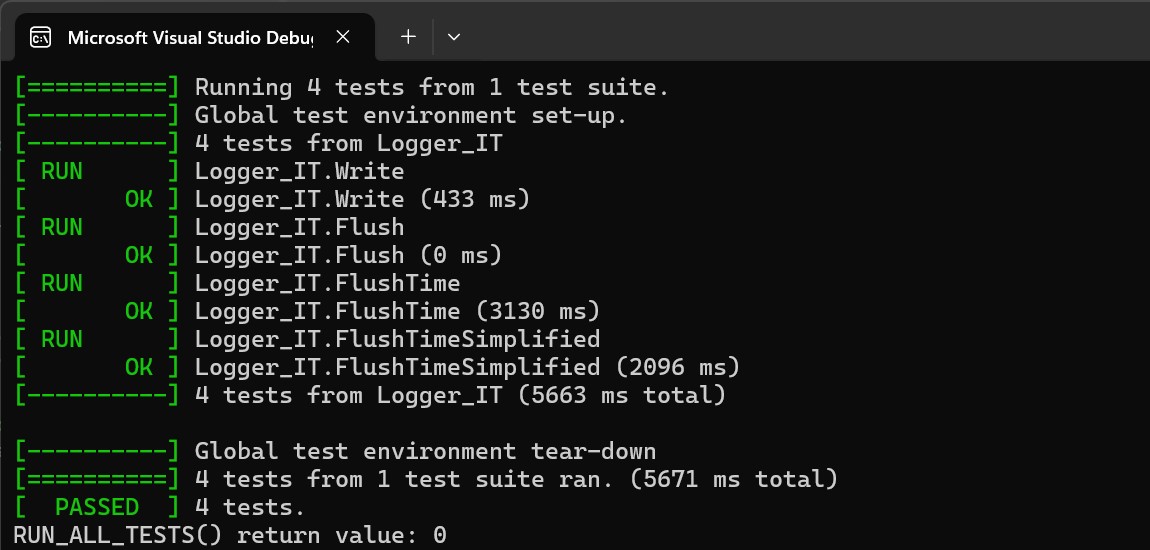 Microsoft Visual Studio Debu
[==========] Running 4 tests from 1 test suite.
[----------] Global test environment set-up.
[----------] 4 tests from Logger_IT
[ RUN      ] Logger_IT.Write
[       OK ] Logger_IT.Write (433 ms)
[ RUN      ] Logger_IT.Flush
[       OK ] Logger_IT.Flush (0 ms)
[ RUN      ] Logger_IT.FlushTime
[       OK ] Logger_IT.FlushTime (3130 ms)
[ RUN      ] Logger_IT.FlushTimeSimplified
[       OK ] Logger_IT.FlushTimeSimplified (2096 ms)
[----------] 4 tests from Logger_IT (5663 ms total)
[----------] Global test environment tear-down
[==========] 4 tests from 1 test suite ran. (5671 ms total)
[  PASSED  ] 4 tests.
RUN_ALL_TESTS() return value: 0